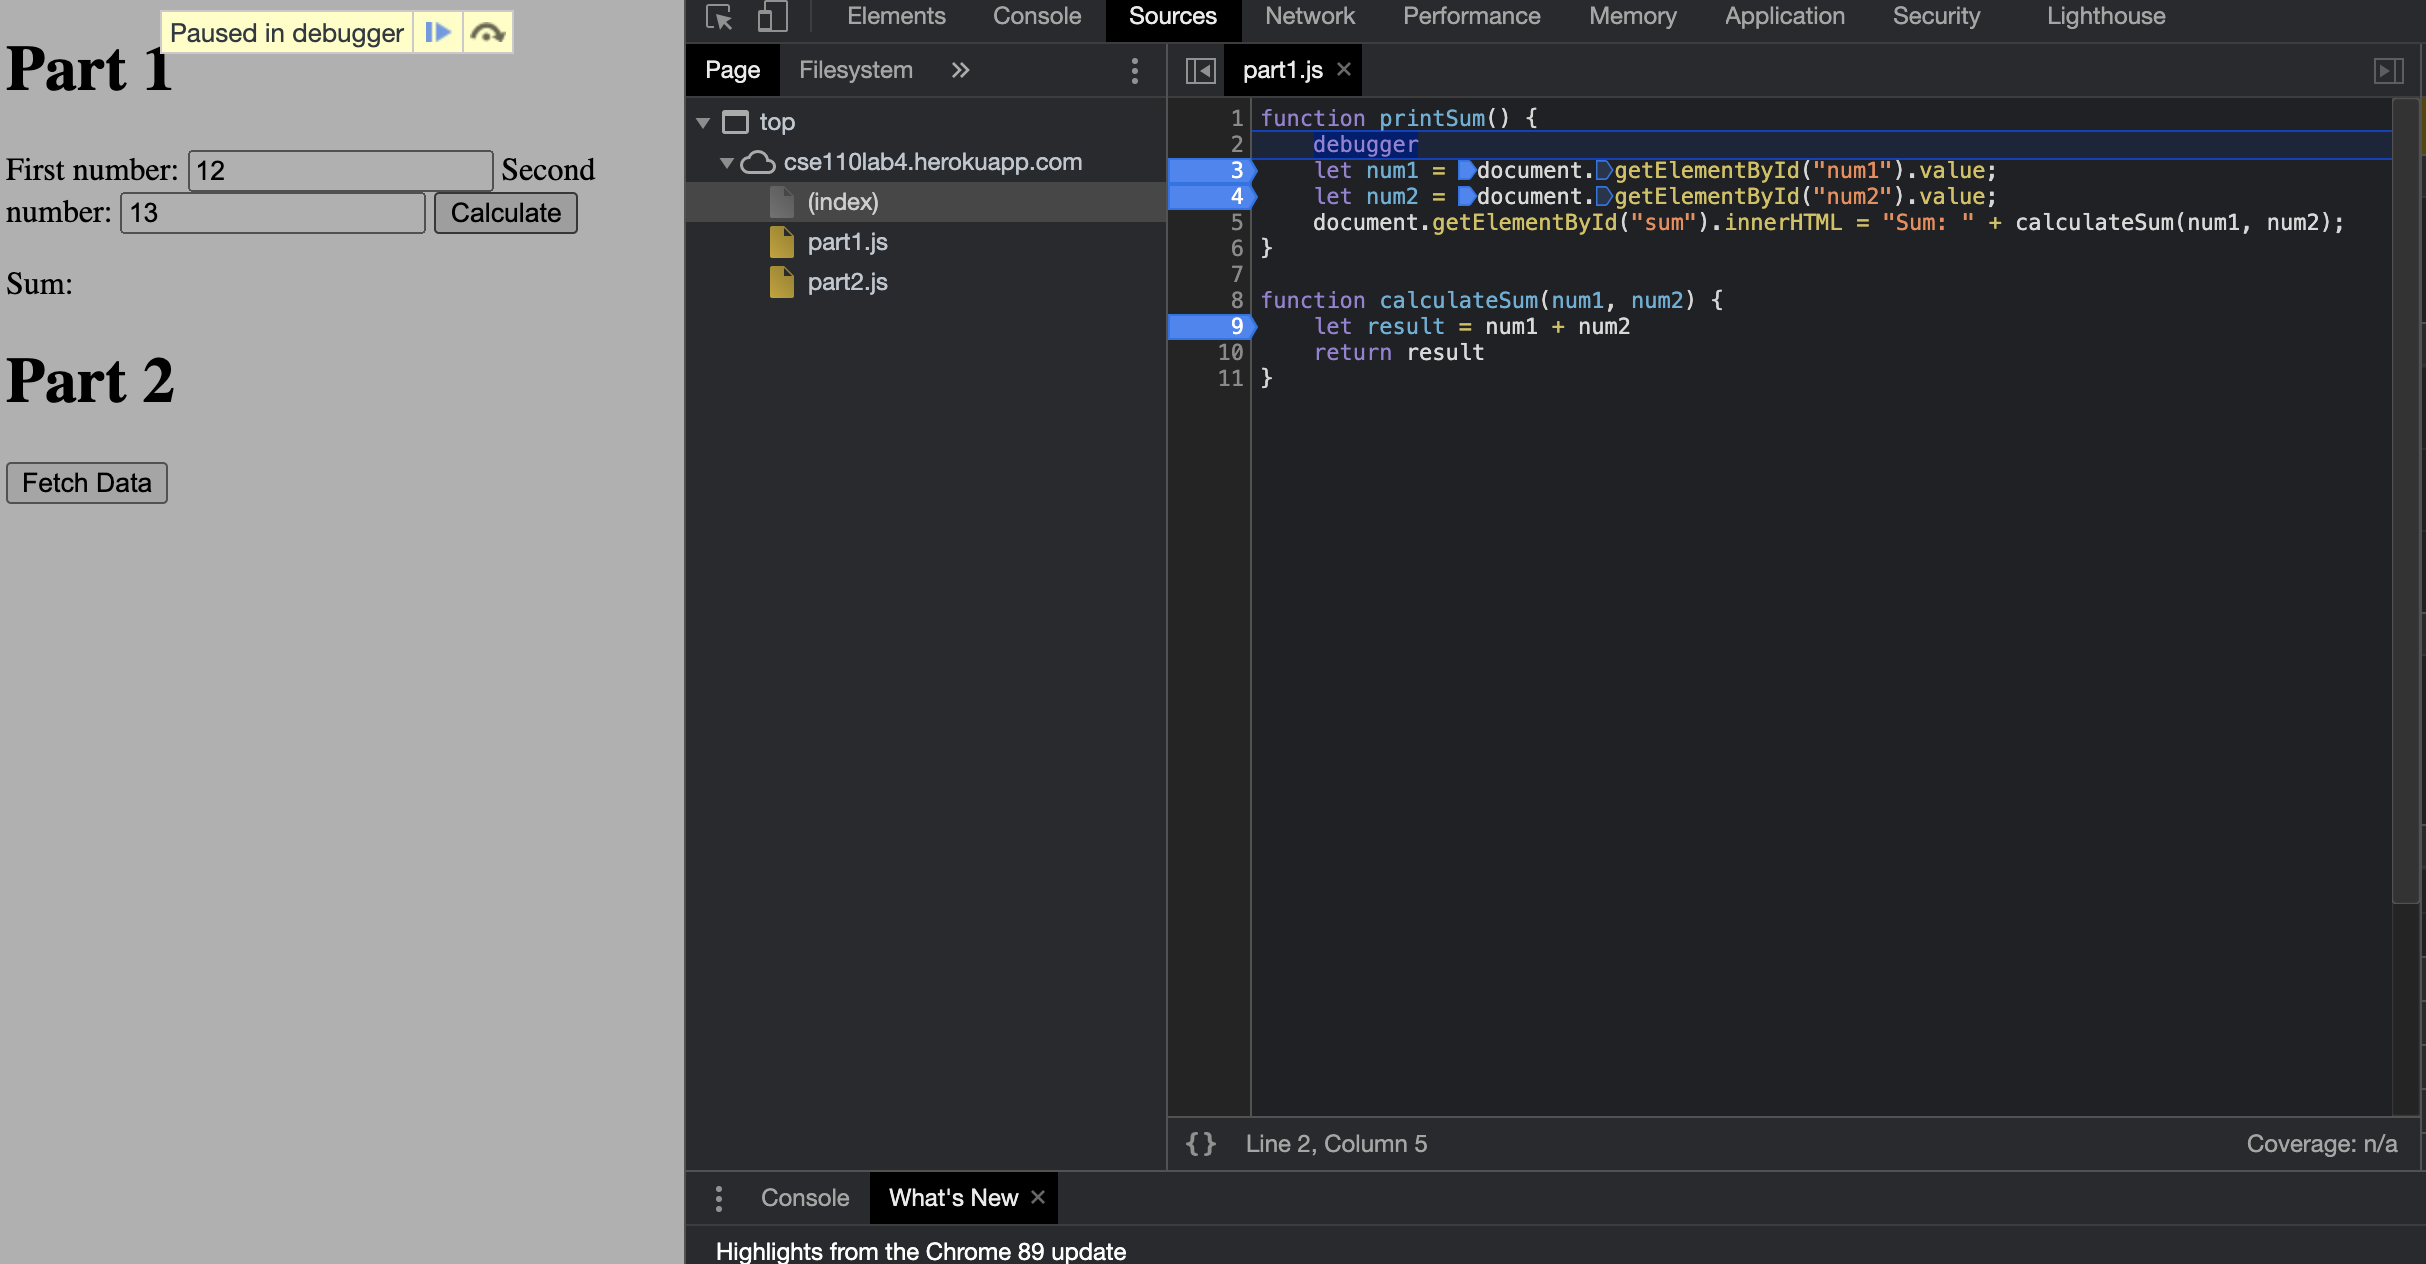 Paused in debugger
Part 1
First number: 12 Second
number: 13 Calculate
Sum:
Part 2
Fetch Data
Elements Console Sources Network Performance Memory Application Security Lighthouse
Page Filesystem
top
cse110lab4.herokuapp.com
(index)
part1.js
part2.js
part1.js ×
1 function printSum() {
2     debugger
3     let num1 = document.getElementById("num1").value;
4     let num2 = document.getElementById("num2").value;
5     document.getElementById("sum").innerHTML = "Sum: " + calculateSum(num1, num2);
6 }
7
8 function calculateSum(num1, num2) {
9     let result = num1 + num2
10     return result
11 }
{} Line 2, Column 5 Coverage: n/a
Console What's New ×
Highlights from the Chrome 89 update